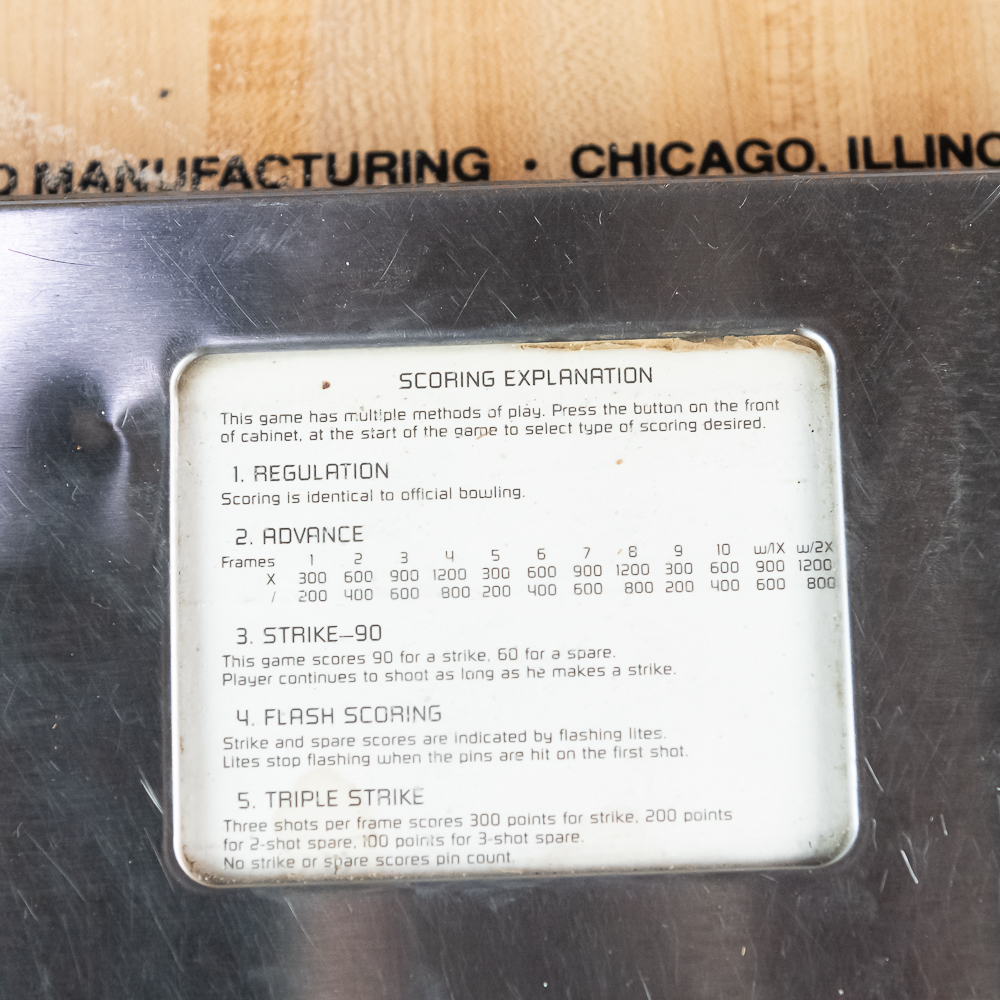 MANUFACTURING • CHICAGO, ILLINO
SCORING EXPLANATION
This game has multiple methods of play. Press the button on the front
of cabinet, at the start of the game to select type of scoring desired.
1. REGULATION
Scoring is identical to official bowling.
2. ADVANCE
Frames 1 2 3 4 5 6 7 8 9 10 w/1X w/2X
X 300 600 900 1200 300 600 900 1200 300 600 900 1200
/ 200 400 600 800 200 400 600 800 200 400 600 800
3. STRIKE-90
This game scores 90 for a strike, 60 for a spare.
Player continues to shoot as long as he makes a strike.
4. FLASH SCORING
Strike and spare scores are indicated by flashing lites.
Lites stop flashing when the pins are hit on the first shot.
5. TRIPLE STRIKE
Three shots per frame scores 300 points for strike, 200 points
for 2-shot spare, 100 points for 3-shot spare.
No strike or spare scores pin count.